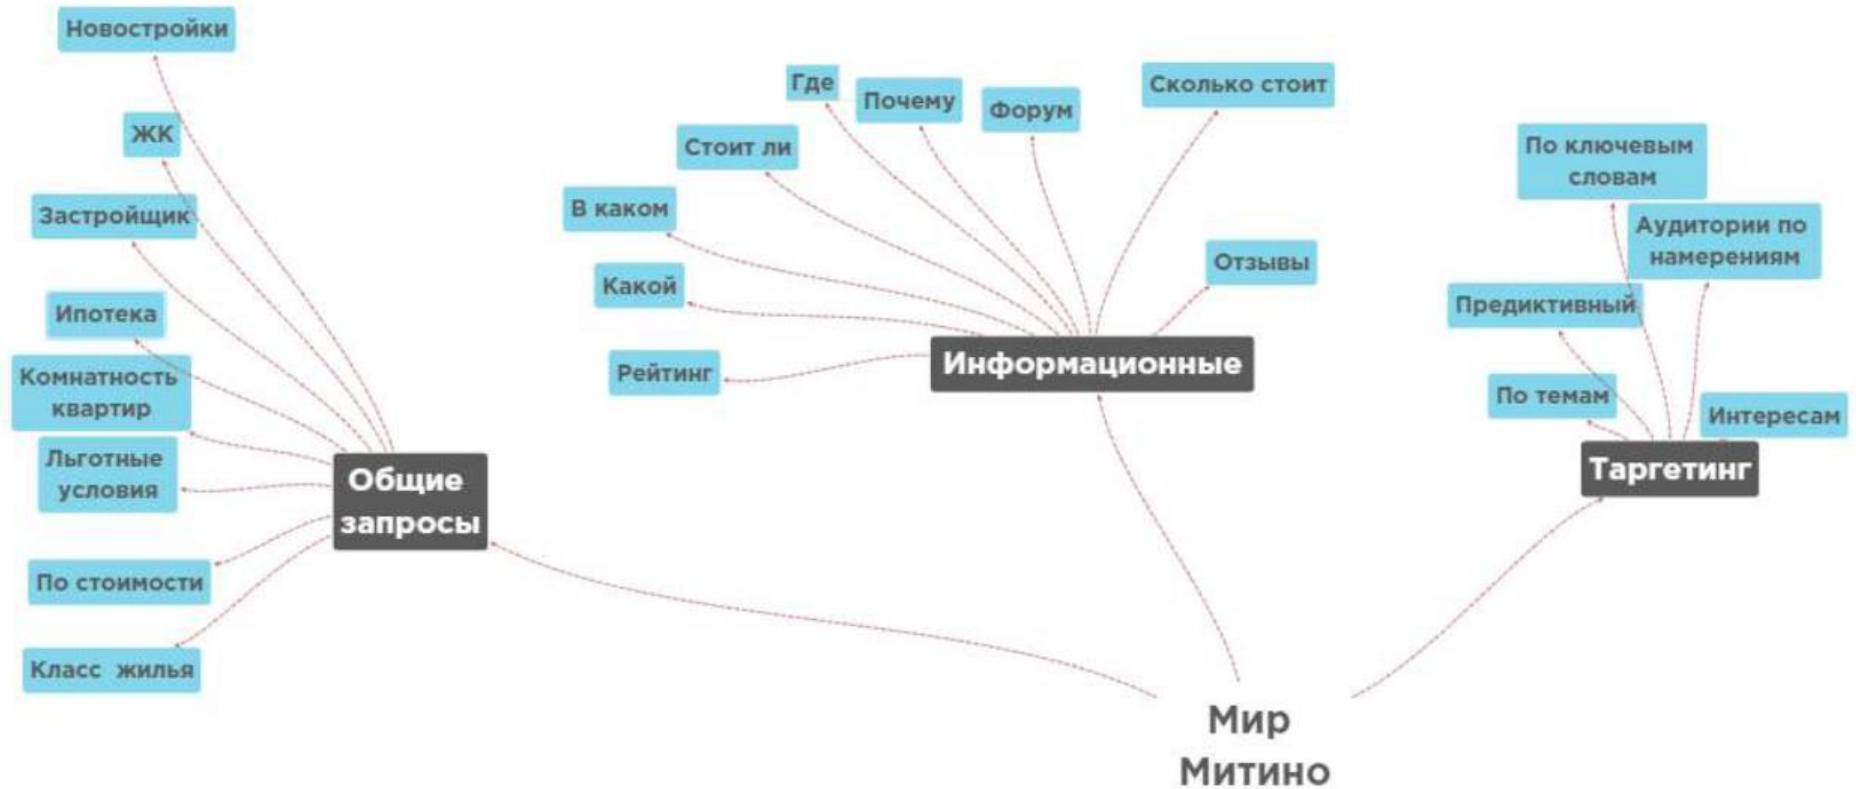 Новостройки
ЖК
Застройщик
Ипотека
Комнатность
квартир
Льготные
условия
По стоимости
Класс жилья
Общие
запросы
Где
Почему
Форум
Сколько стоит
Стоит ли
В каком
Какой
Рейтинг
Отзывы
Информационные
По ключевым
словам
Аудитории по
намерениям
Предиктивный
По темам
Интересам
Таргетинг
Мир
Митино